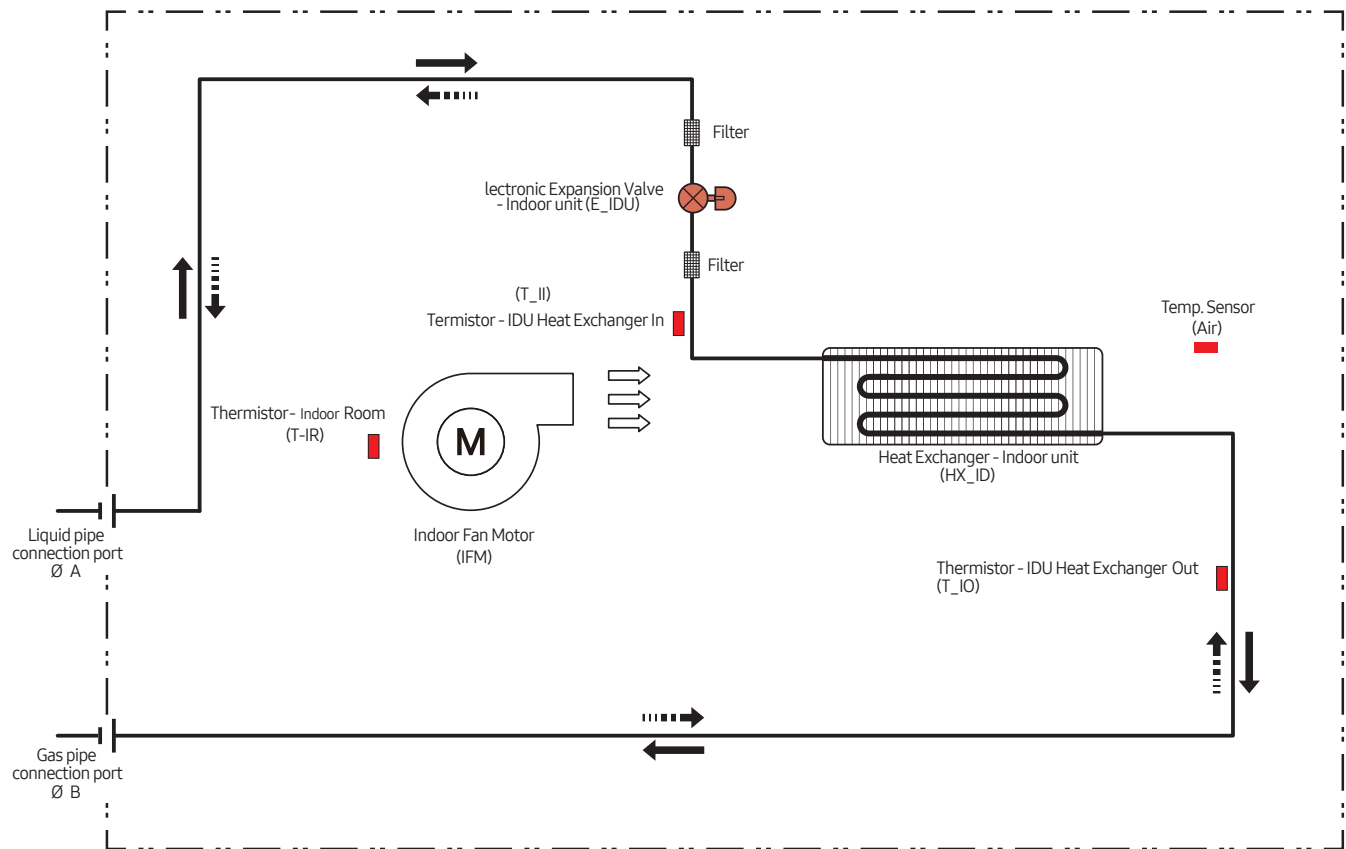 Filter
lectronic Expansion Valve
- Indoor unit (E_IDU)
Filter
(T_II)
Termistor - IDU Heat Exchanger In
Temp. Sensor
(Air)
Thermistor- Indoor Room
(T-IR)
M
Heat Exchanger - Indoor unit
(HX_ID)
Indoor Fan Motor
(IFM)
Liquid pipe
connection port
Ø A
Thermistor - IDU Heat Exchanger Out
(T_IO)
Gas pipe
connection port
Ø B